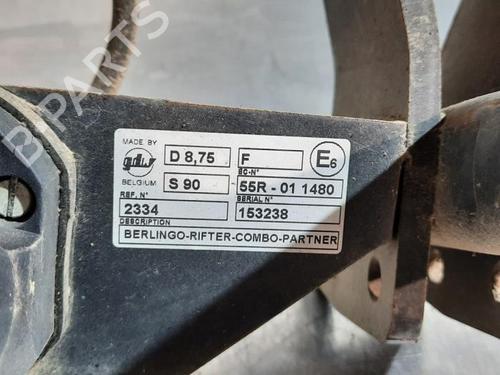 MADE BY
gdw
BELGIUM
D 8,75
F
E6
EC-N°
S 90
55R - 01 1480
REF. N°
SERIAL N°
2334
153238
DESCRIPTION
BERLINGO-RIFTER-COMBO-PARTNER